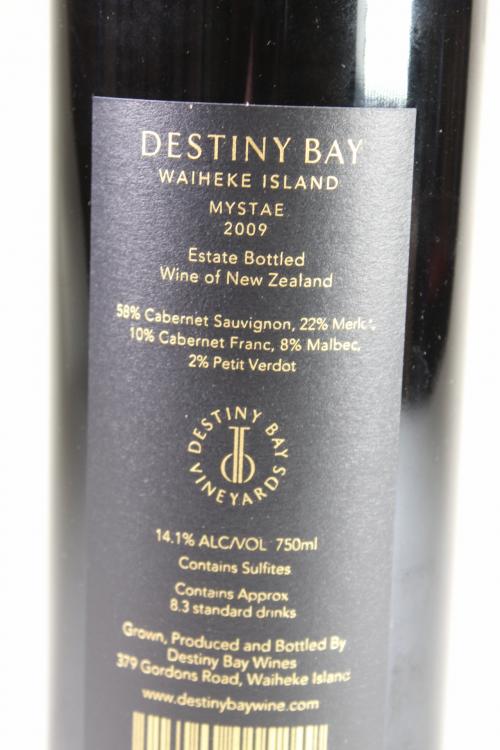 DESTINY BAY
WAIHEKE ISLAND
MYSTAE
2009
Estate Bottled
Wine of New Zealand
58% Cabernet Sauvignon, 22% Merlot,
10% Cabernet Franc, 8% Malbec,
2% Petit Verdot
DESTINY BAY
VINEYARDS
14.1% ALC/VOL 750ml
Contains Sulfites
Contains Approx
8.3 standard drinks
Grown, Produced and Bottled By
Destiny Bay Wines
379 Gordons Road, Waiheke Island
www.destinybaywine.com